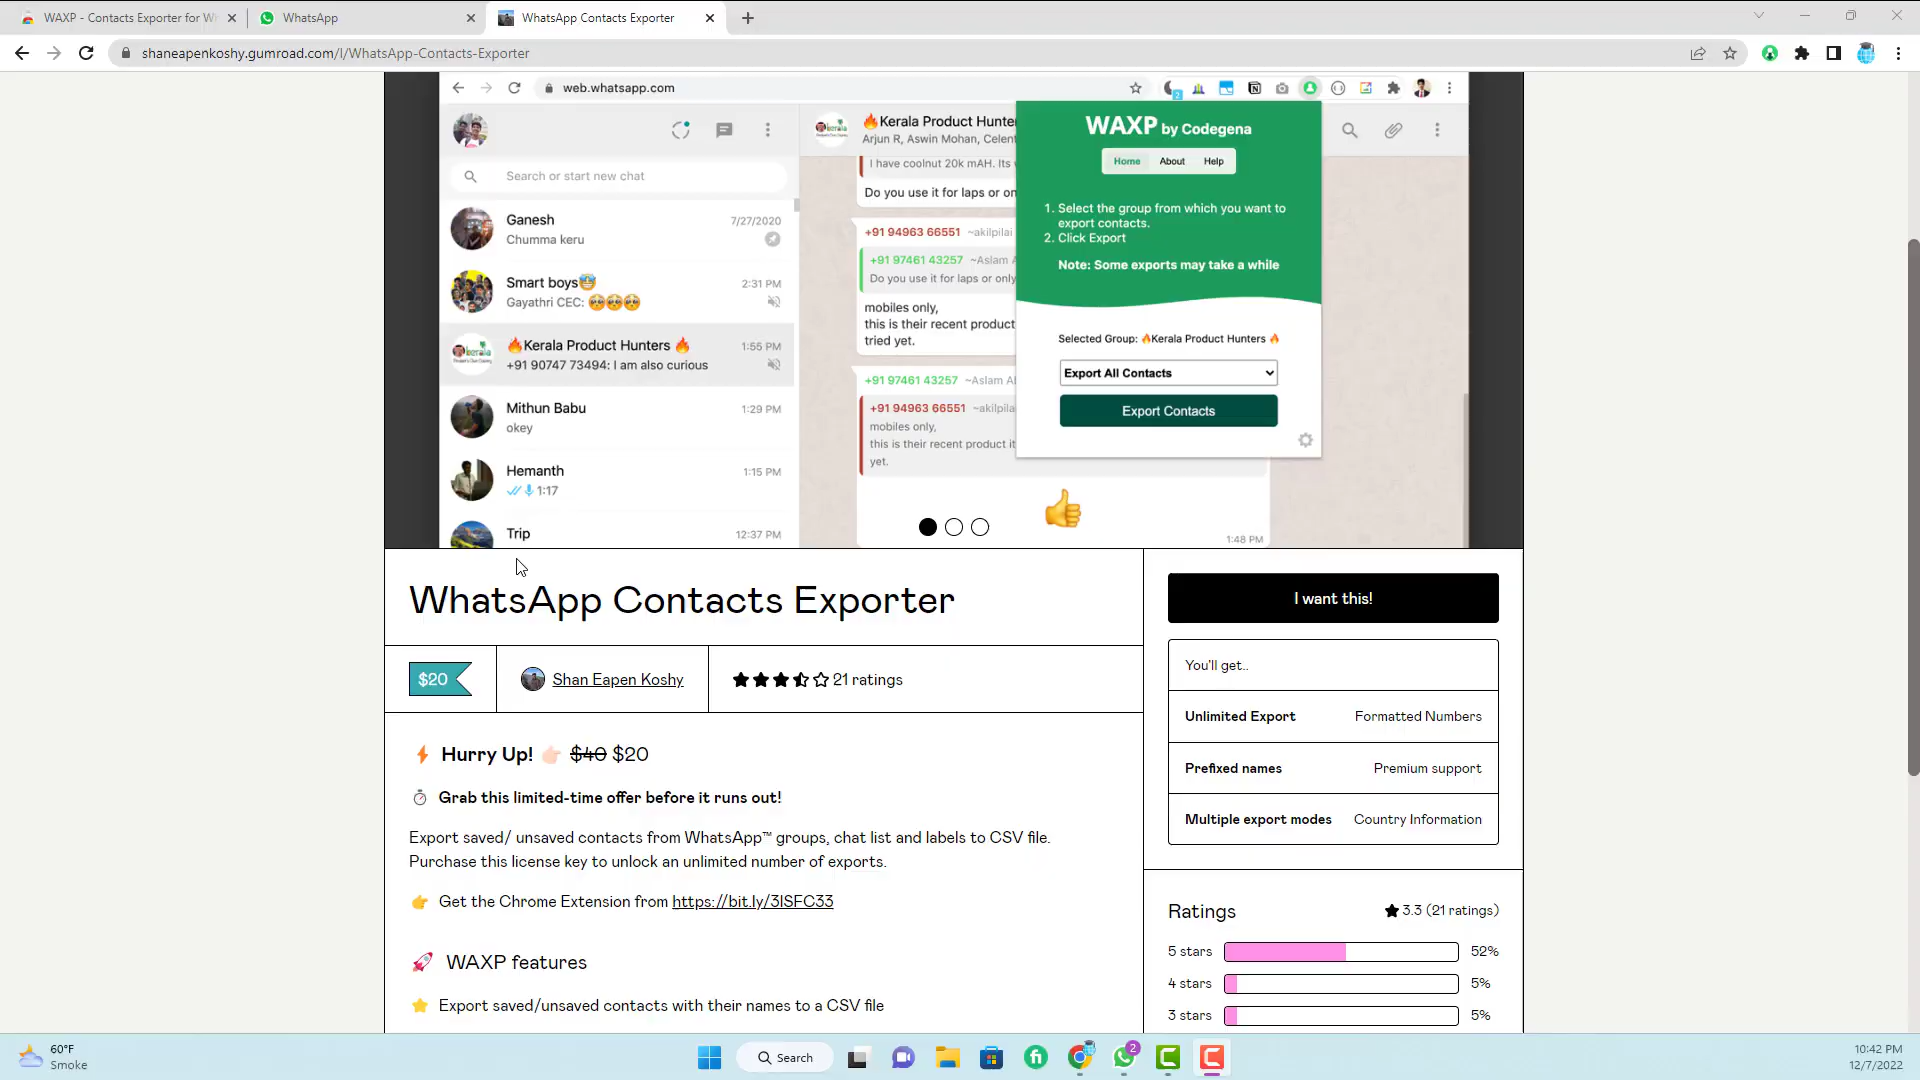 WAXP - Contacts Exporter for W
WhatsApp
WhatsApp Contacts Exporter
shaneapenkoshy.gumroad.com/l/WhatsApp-Contacts-Exporter
web.whatsapp.com
2
Search or start new chat
Ganesh
7/27/2020
Chumma keru
Smart boys🤓
2:31 PM
Gayathri CEC: 🥺🥺🥺
🔥Kerala Product Hunters 🔥
1:55 PM
+91 90747 73494: I am also curious
Mithun Babu
1:29 PM
okey
Hemanth
1:15 PM
1:17
Trip
12:37 PM
🔥Kerala Product Hunte
Arjun R, Aswin Mohan, Celen
I have coolnut 20k mAH. Its
Do you use it for laps or on
+91 94963 66551 ~akilpilai
+91 97461 43257 ~Aslam A
Do you use it for laps or only
mobiles only,
this is their recent product
tried yet.
+91 97461 43257 ~Aslam Ab
+91 94963 66551 ~akilpila
mobiles only,
this is their recent product it
yet.
👍
1:48 PM
WAXP by Codegena
Home About Help
1. Select the group from which you want to
export contacts.
2. Click Export
Note: Some exports may take a while
Selected Group: 🔥Kerala Product Hunters 🔥
Export All Contacts
Export Contacts
WhatsApp Contacts Exporter
$20
Shan Eapen Koshy
21 ratings
⚡ Hurry Up! 👉🏻 $40 $20
⏱ Grab this limited-time offer before it runs out!
Export saved/ unsaved contacts from WhatsApp™ groups, chat list and labels to CSV file.
Purchase this license key to unlock an unlimited number of exports.
👉 Get the Chrome Extension from https://bit.ly/3ISFC33
🚀 WAXP features
⭐ Export saved/unsaved contacts with their names to a CSV file
I want this!
You'll get..
Unlimited Export Formatted Numbers
Prefixed names Premium support
Multiple export modes Country Information
Ratings
★ 3.3 (21 ratings)
5 stars 52%
4 stars 5%
3 stars 5%
60°F
Smoke
Search
2
10:42 PM
12/7/2022